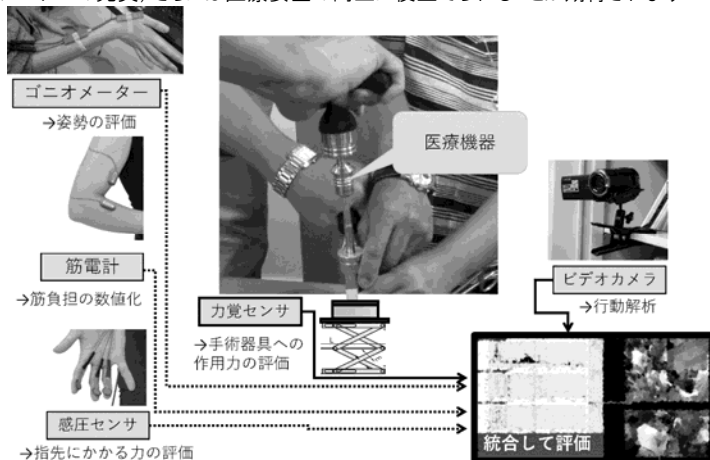 ゴニオメーター
→姿勢の評価
医療機器
筋電計
→筋負担の数値化
力覚センサ
→手術器具への
作用力の評価
ビデオカメラ
→行動解析
感圧センサ
→指先にかかる力の評価
統合して評価